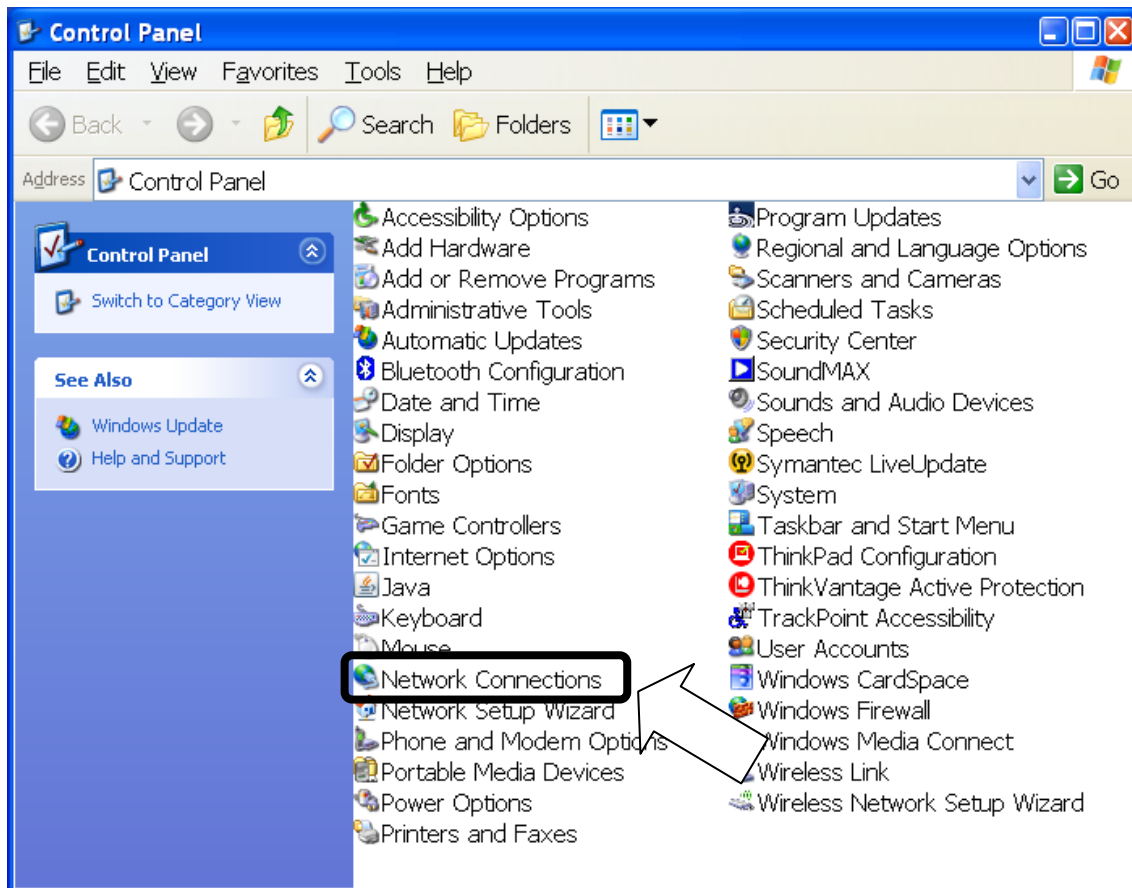 Control Panel
File Edit View Favorites Tools Help
Back Search Folders
Address Control Panel Go
Control Panel
Switch to Category View
See Also
Windows Update
Help and Support
Accessibility Options
Add Hardware
Add or Remove Programs
Administrative Tools
Automatic Updates
Bluetooth Configuration
Date and Time
Display
Folder Options
Fonts
Game Controllers
Internet Options
Java
Keyboard
Mouse
Network Connections
Network Setup Wizard
Phone and Modem Options
Portable Media Devices
Power Options
Printers and Faxes
Program Updates
Regional and Language Options
Scanners and Cameras
Scheduled Tasks
Security Center
SoundMAX
Sounds and Audio Devices
Speech
Symantec LiveUpdate
System
Taskbar and Start Menu
ThinkPad Configuration
ThinkVantage Active Protection
TrackPoint Accessibility
User Accounts
Windows CardSpace
Windows Firewall
Windows Media Connect
Wireless Link
Wireless Network Setup Wizard